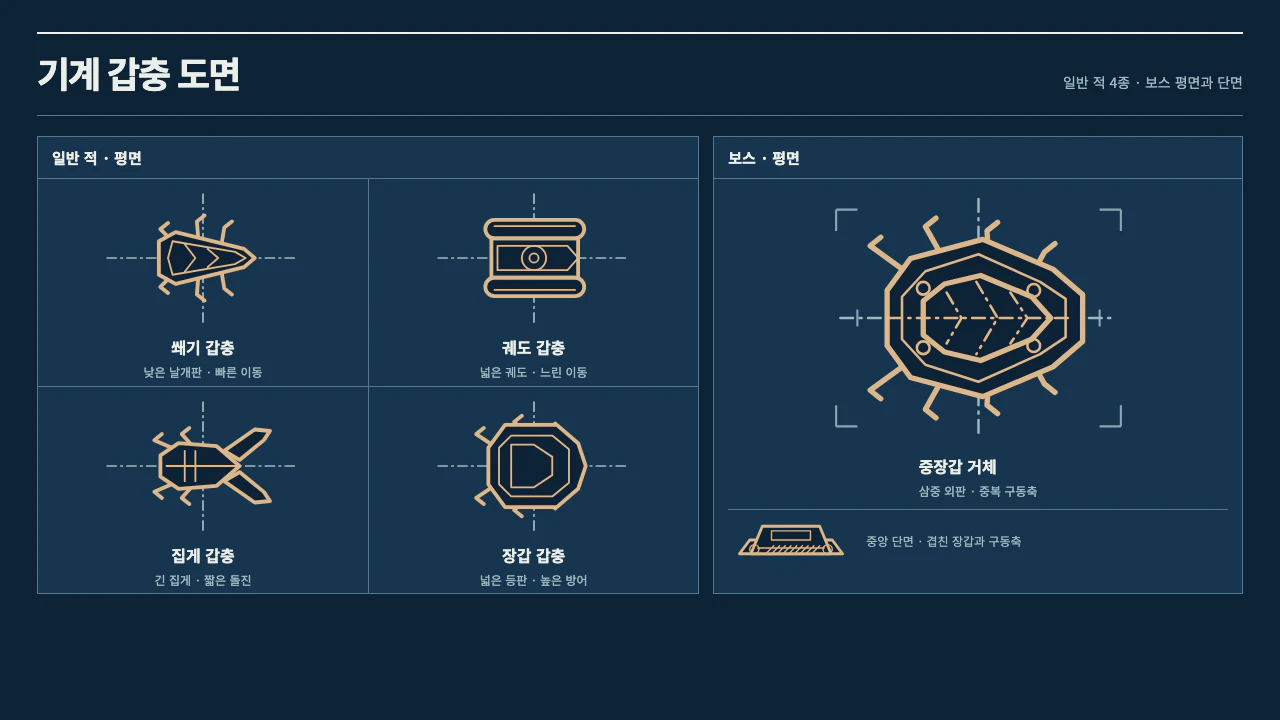 기계 갑충 도면
일반 적 4종 · 보스 평면과 단면
일반 적 · 평면
쐐기 갑충
낮은 날개판 · 빠른 이동
궤도 갑충
넓은 궤도 · 느린 이동
집게 갑충
긴 집게 · 짧은 돌진
장갑 갑충
넓은 등판 · 높은 방어
보스 · 평면
중장갑 거체
삼중 외판 · 중복 구동축
중앙 단면 · 겹친 장갑과 구동축